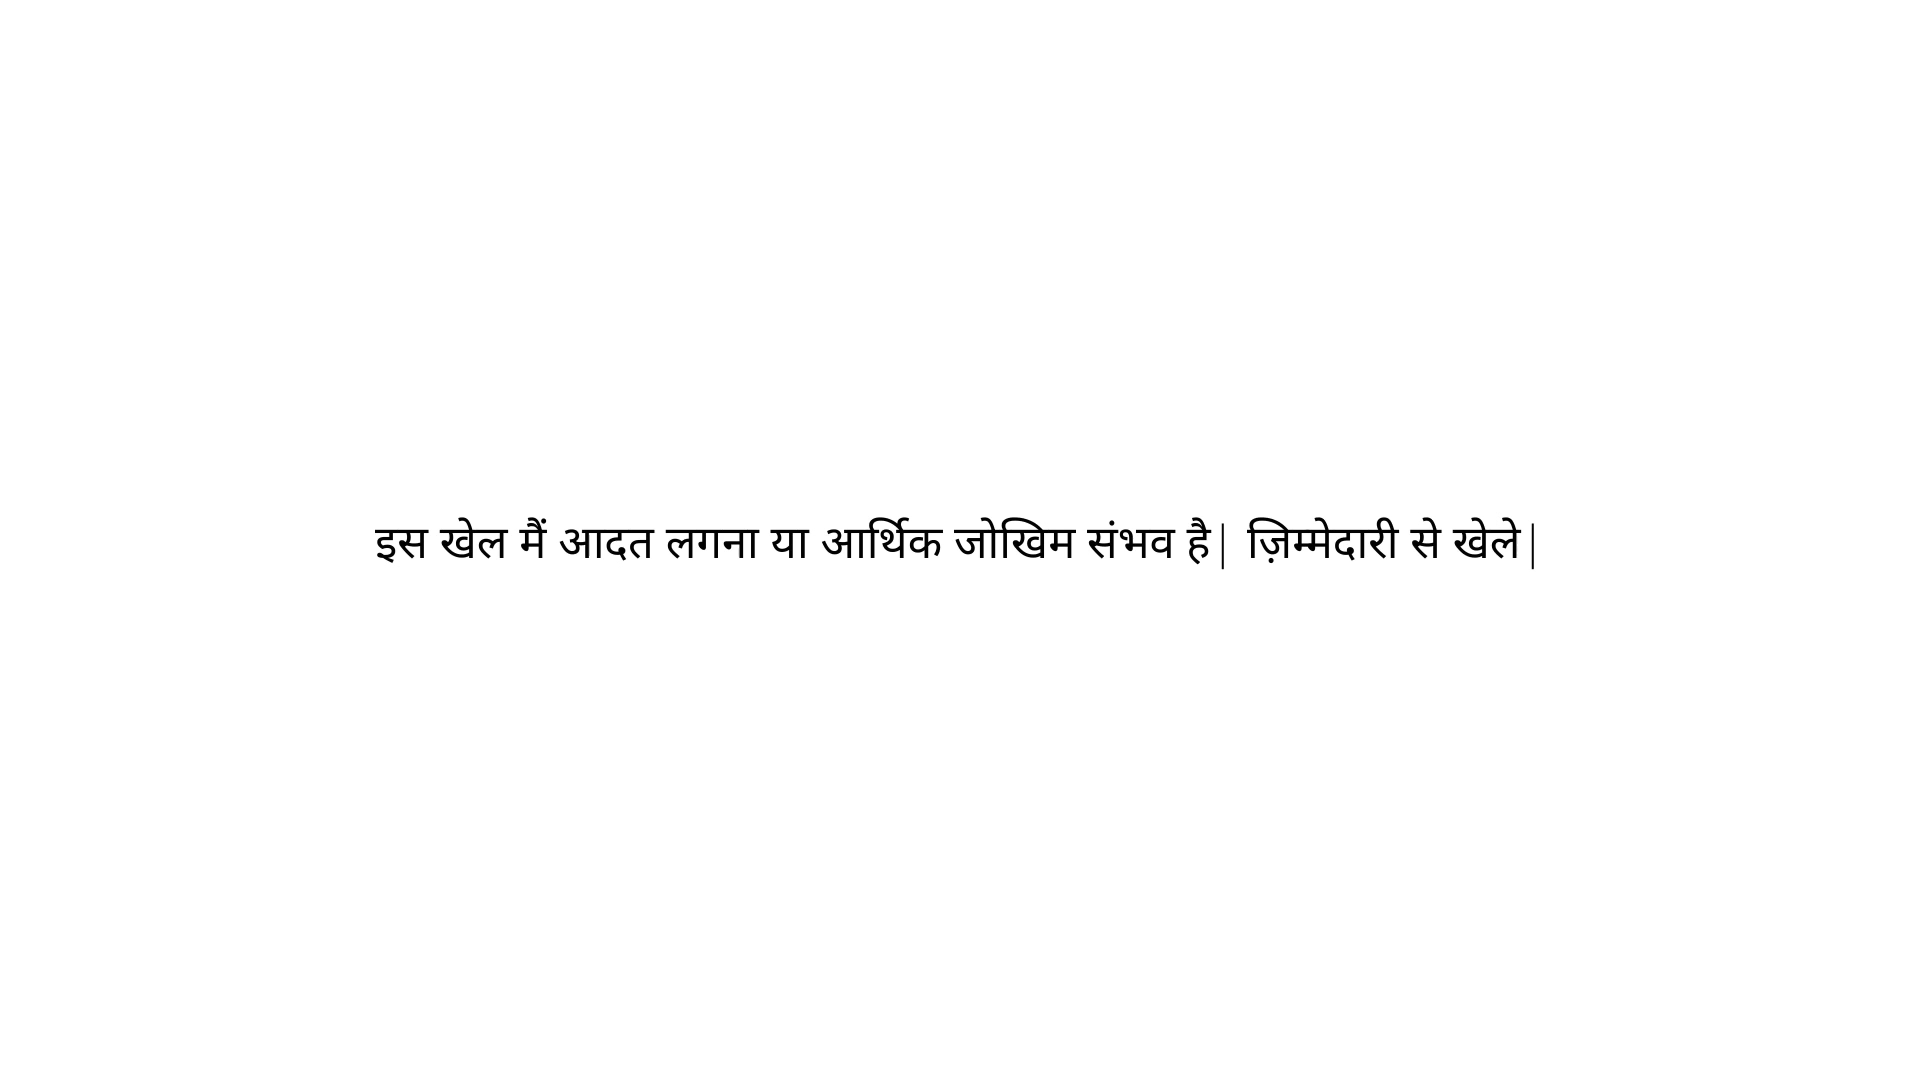 इस खेल मैं आदत लगना या आर्थिक जोखिम संभव है| ज़िम्मेदारी से खेले|